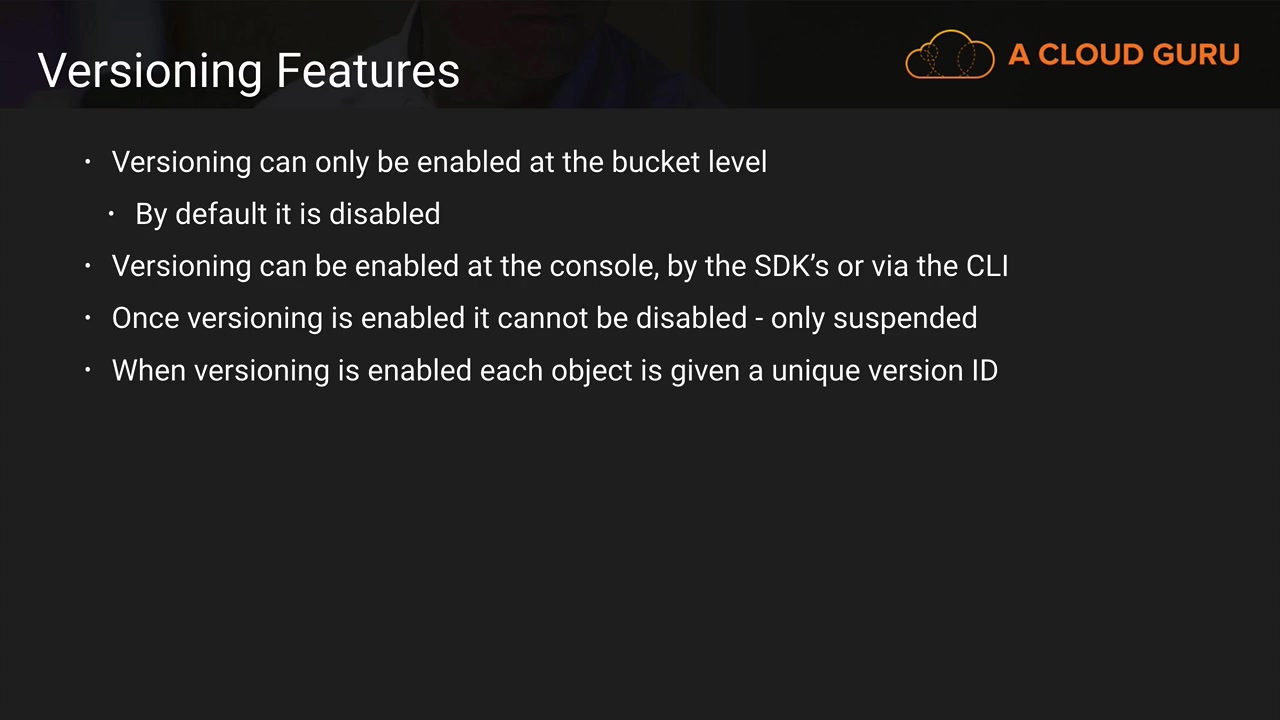 Versioning Features
A CLOUD GURU
• Versioning can only be enabled at the bucket level
• By default it is disabled
• Versioning can be enabled at the console, by the SDK’s or via the CLI
• Once versioning is enabled it cannot be disabled - only suspended
• When versioning is enabled each object is given a unique version ID